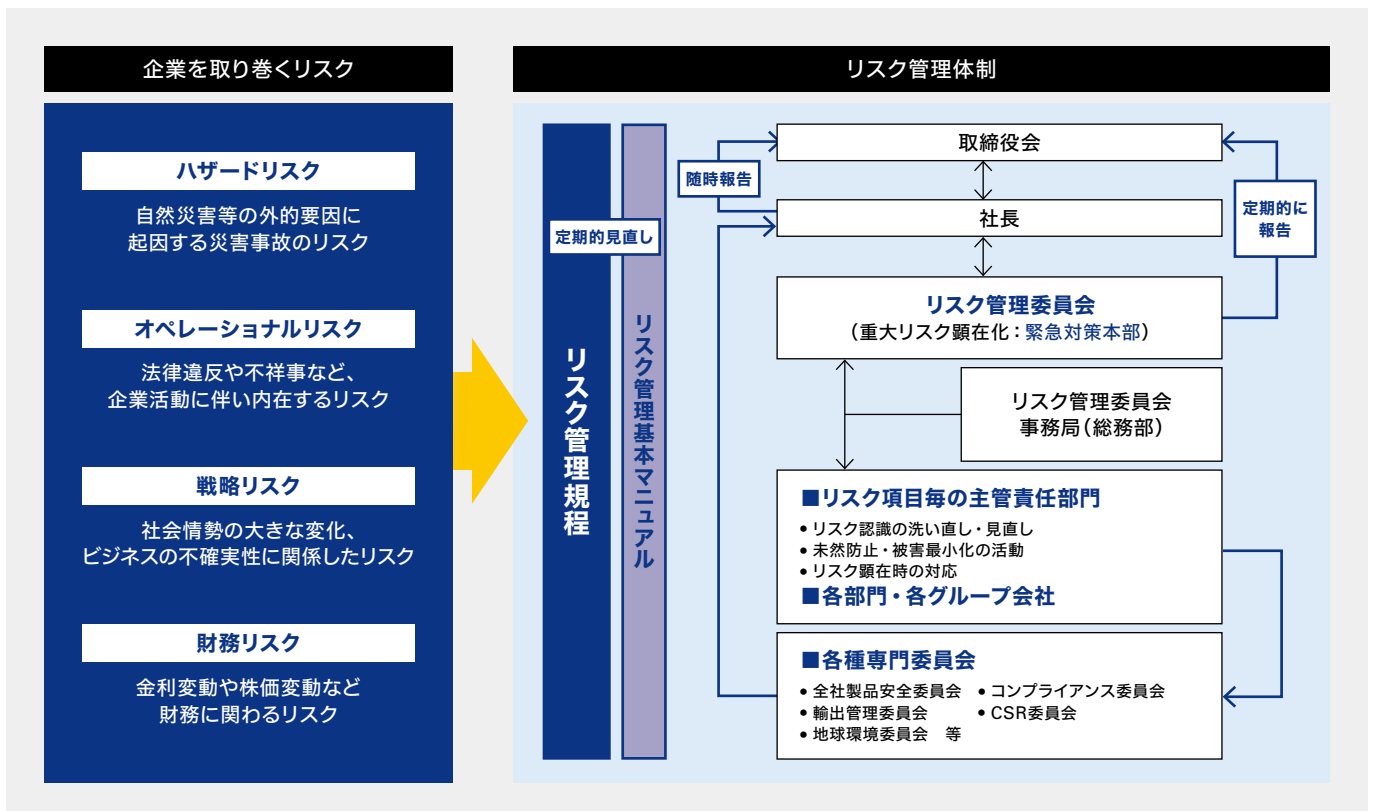 企業を取り巻くリスク
ハザードリスク
自然災害等の外的要因に
起因する災害事故のリスク
オペレーショナルリスク
法律違反や不祥事など、
企業活動に伴い内在するリスク
戦略リスク
社会情勢の大きな変化、
ビジネスの不確実性に関係したリスク
財務リスク
金利変動や株価変動など
財務に関わるリスク
リスク管理体制
リスク管理規程
リスク管理基本マニュアル
定期的見直し
随時報告
取締役会
社長
定期的に
報告
リスク管理委員会
（重大リスク顕在化：緊急対策本部）
リスク管理委員会
事務局（総務部）
■リスク項目毎の主管責任部門
• リスク認識の洗い直し・見直し
• 未然防止・被害最小化の活動
• リスク顕在時の対応
■各部門・各グループ会社
■各種専門委員会
• 全社製品安全委員会 • コンプライアンス委員会
• 輸出管理委員会 • CSR委員会
• 地球環境委員会　等